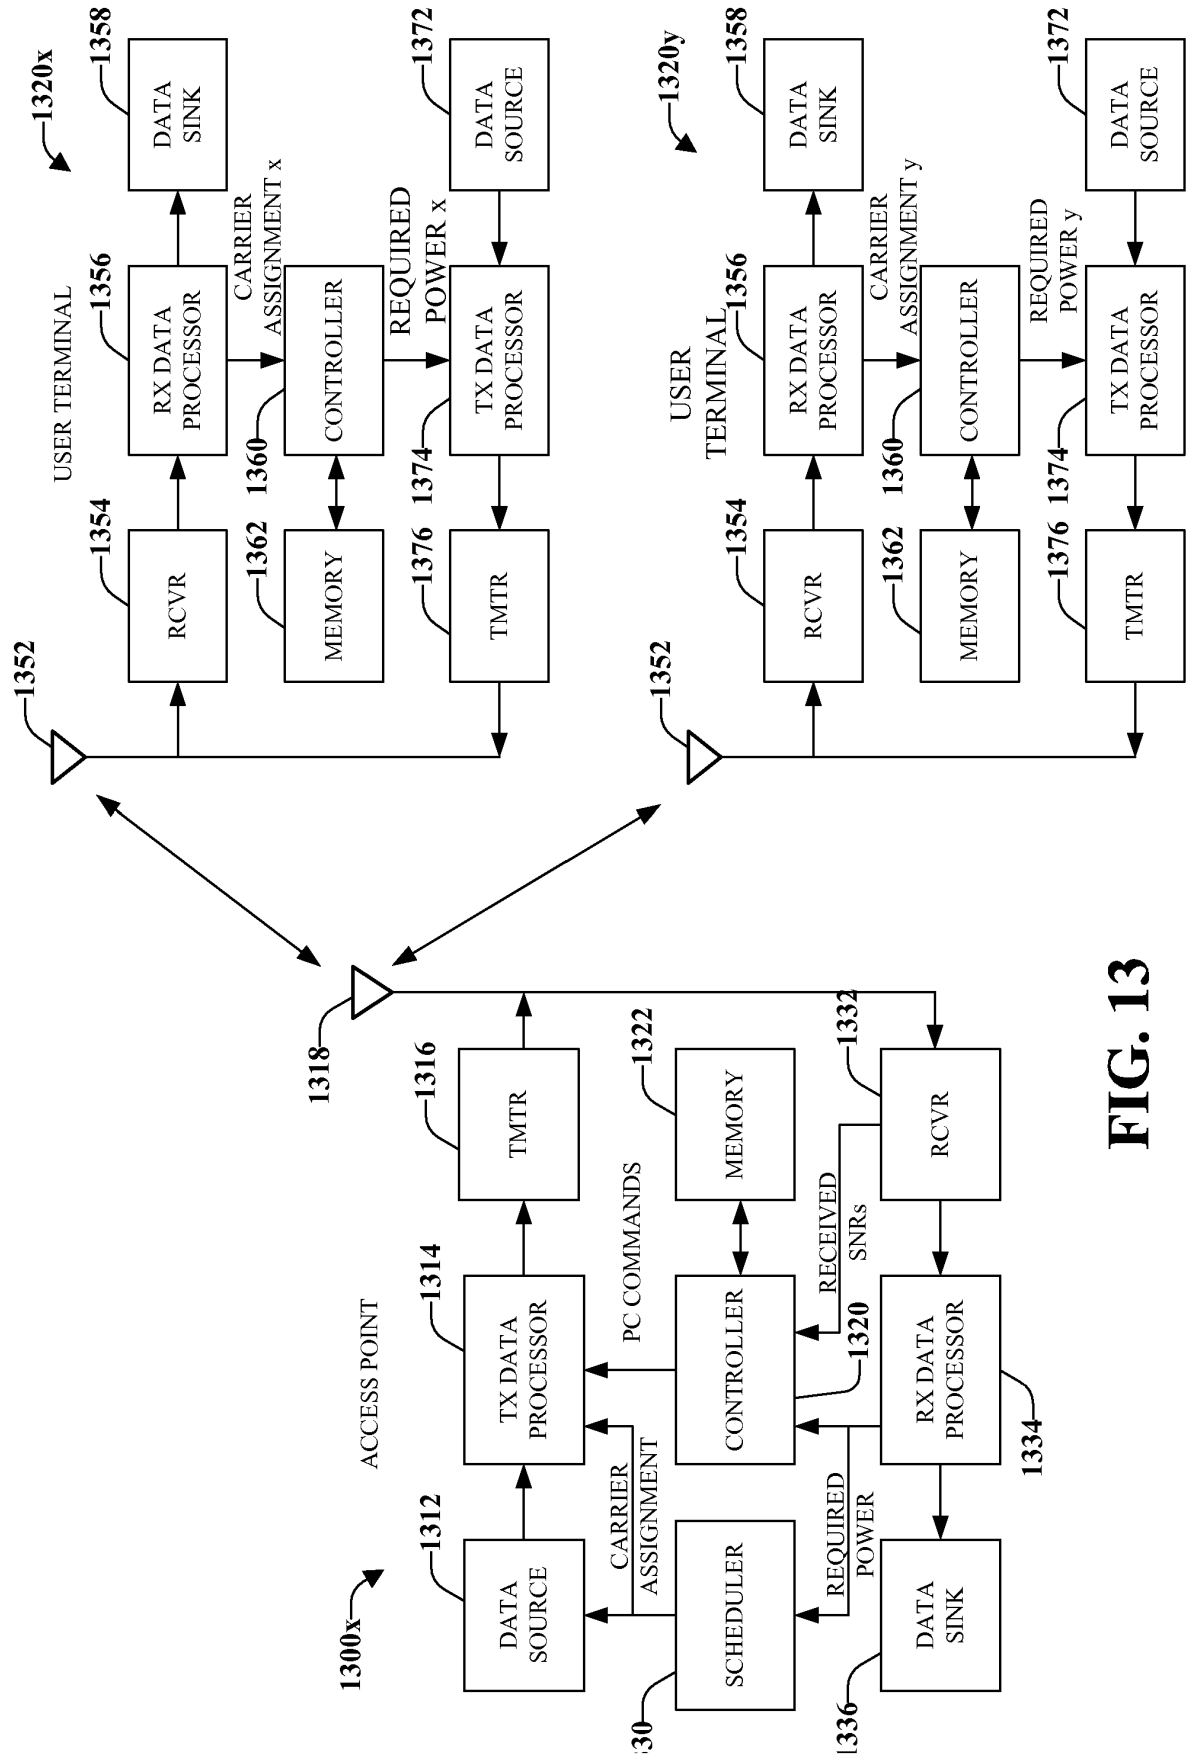 1300x
ACCESS POINT
1312
DATA
SOURCE
1314
TX DATA
PROCESSOR
1316
TMTR
1318
CARRIER
ASSIGNMENT
PC COMMANDS
330
SCHEDULER
CONTROLLER
1320
1322
MEMORY
REQUIRED
POWER
RECEIVED
SNRs
1336
DATA
SINK
1334
RX DATA
PROCESSOR
1332
RCVR
1320x
USER TERMINAL
1352
1354
RCVR
1356
RX DATA
PROCESSOR
1358
DATA
SINK
CARRIER
ASSIGNMENT x
1362
MEMORY
1360
CONTROLLER
REQUIRED
POWER x
1376
TMTR
1374
TX DATA
PROCESSOR
1372
DATA
SOURCE
1320y
USER
TERMINAL
1352
1354
RCVR
1356
RX DATA
PROCESSOR
1358
DATA
SINK
CARRIER
ASSIGNMENT y
1362
MEMORY
1360
CONTROLLER
REQUIRED
POWER y
1376
TMTR
1374
TX DATA
PROCESSOR
1372
DATA
SOURCE
FIG. 13